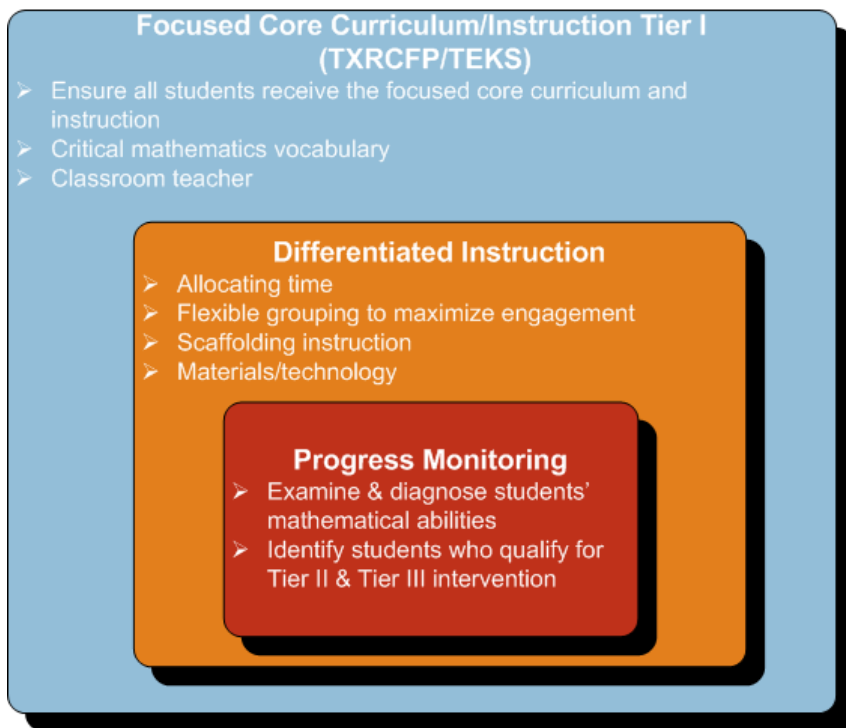 Focused Core Curriculum/Instruction Tier I
(TXRCFP/TEKS)
➢ Ensure all students receive the focused core curriculum and
instruction
➢ Critical mathematics vocabulary
➢ Classroom teacher
Differentiated Instruction
➢ Allocating time
➢ Flexible grouping to maximize engagement
➢ Scaffolding instruction
➢ Materials/technology
Progress Monitoring
➢ Examine & diagnose students’
mathematical abilities
➢ Identify students who qualify for
Tier II & Tier III intervention